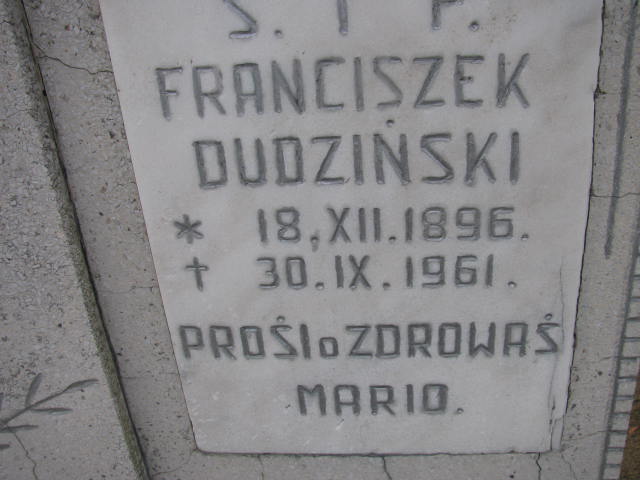 Ś. † P.
FRANCISZEK
DUDZIŃSKI
* 18.XII.1896.
† 30.IX.1961.
PROŚI o ZDROWAŚ
MARIO.